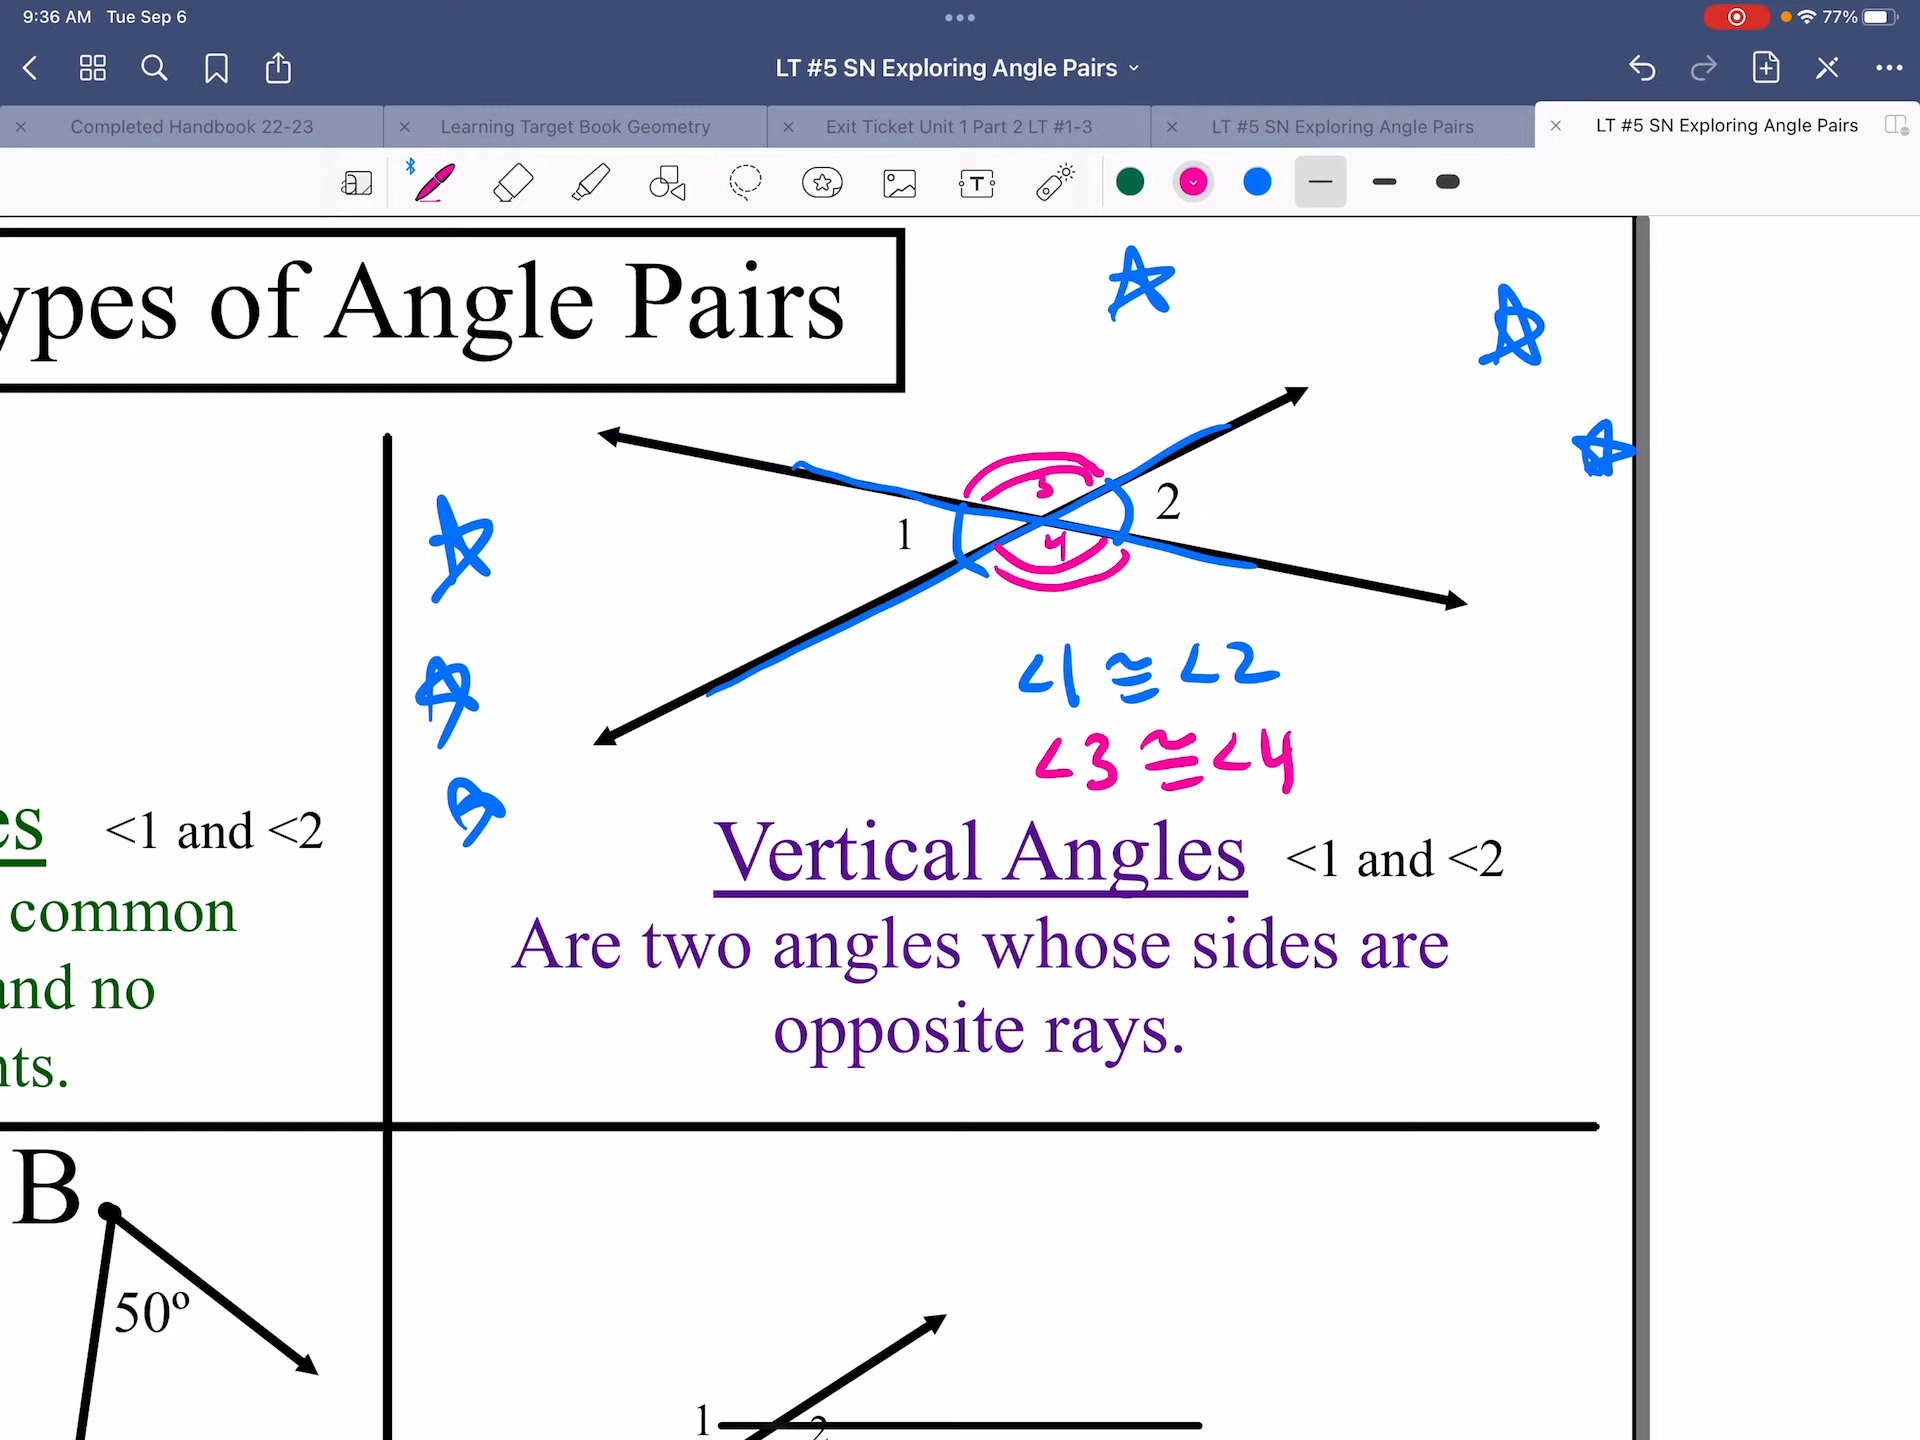 9:36 AM Tue Sep 6
77%
LT #5 SN Exploring Angle Pairs
Completed Handbook 22-23
Learning Target Book Geometry
Exit Ticket Unit 1 Part 2 LT #1-3
LT #5 SN Exploring Angle Pairs
LT #5 SN Exploring Angle Pairs
ypes of Angle Pairs
3
1
2
4
<1 ≅ <2
<3 ≅ <4
es <1 and <2
common
and no
nts.
Vertical Angles <1 and <2
Are two angles whose sides are
opposite rays.
B
50º
1
2